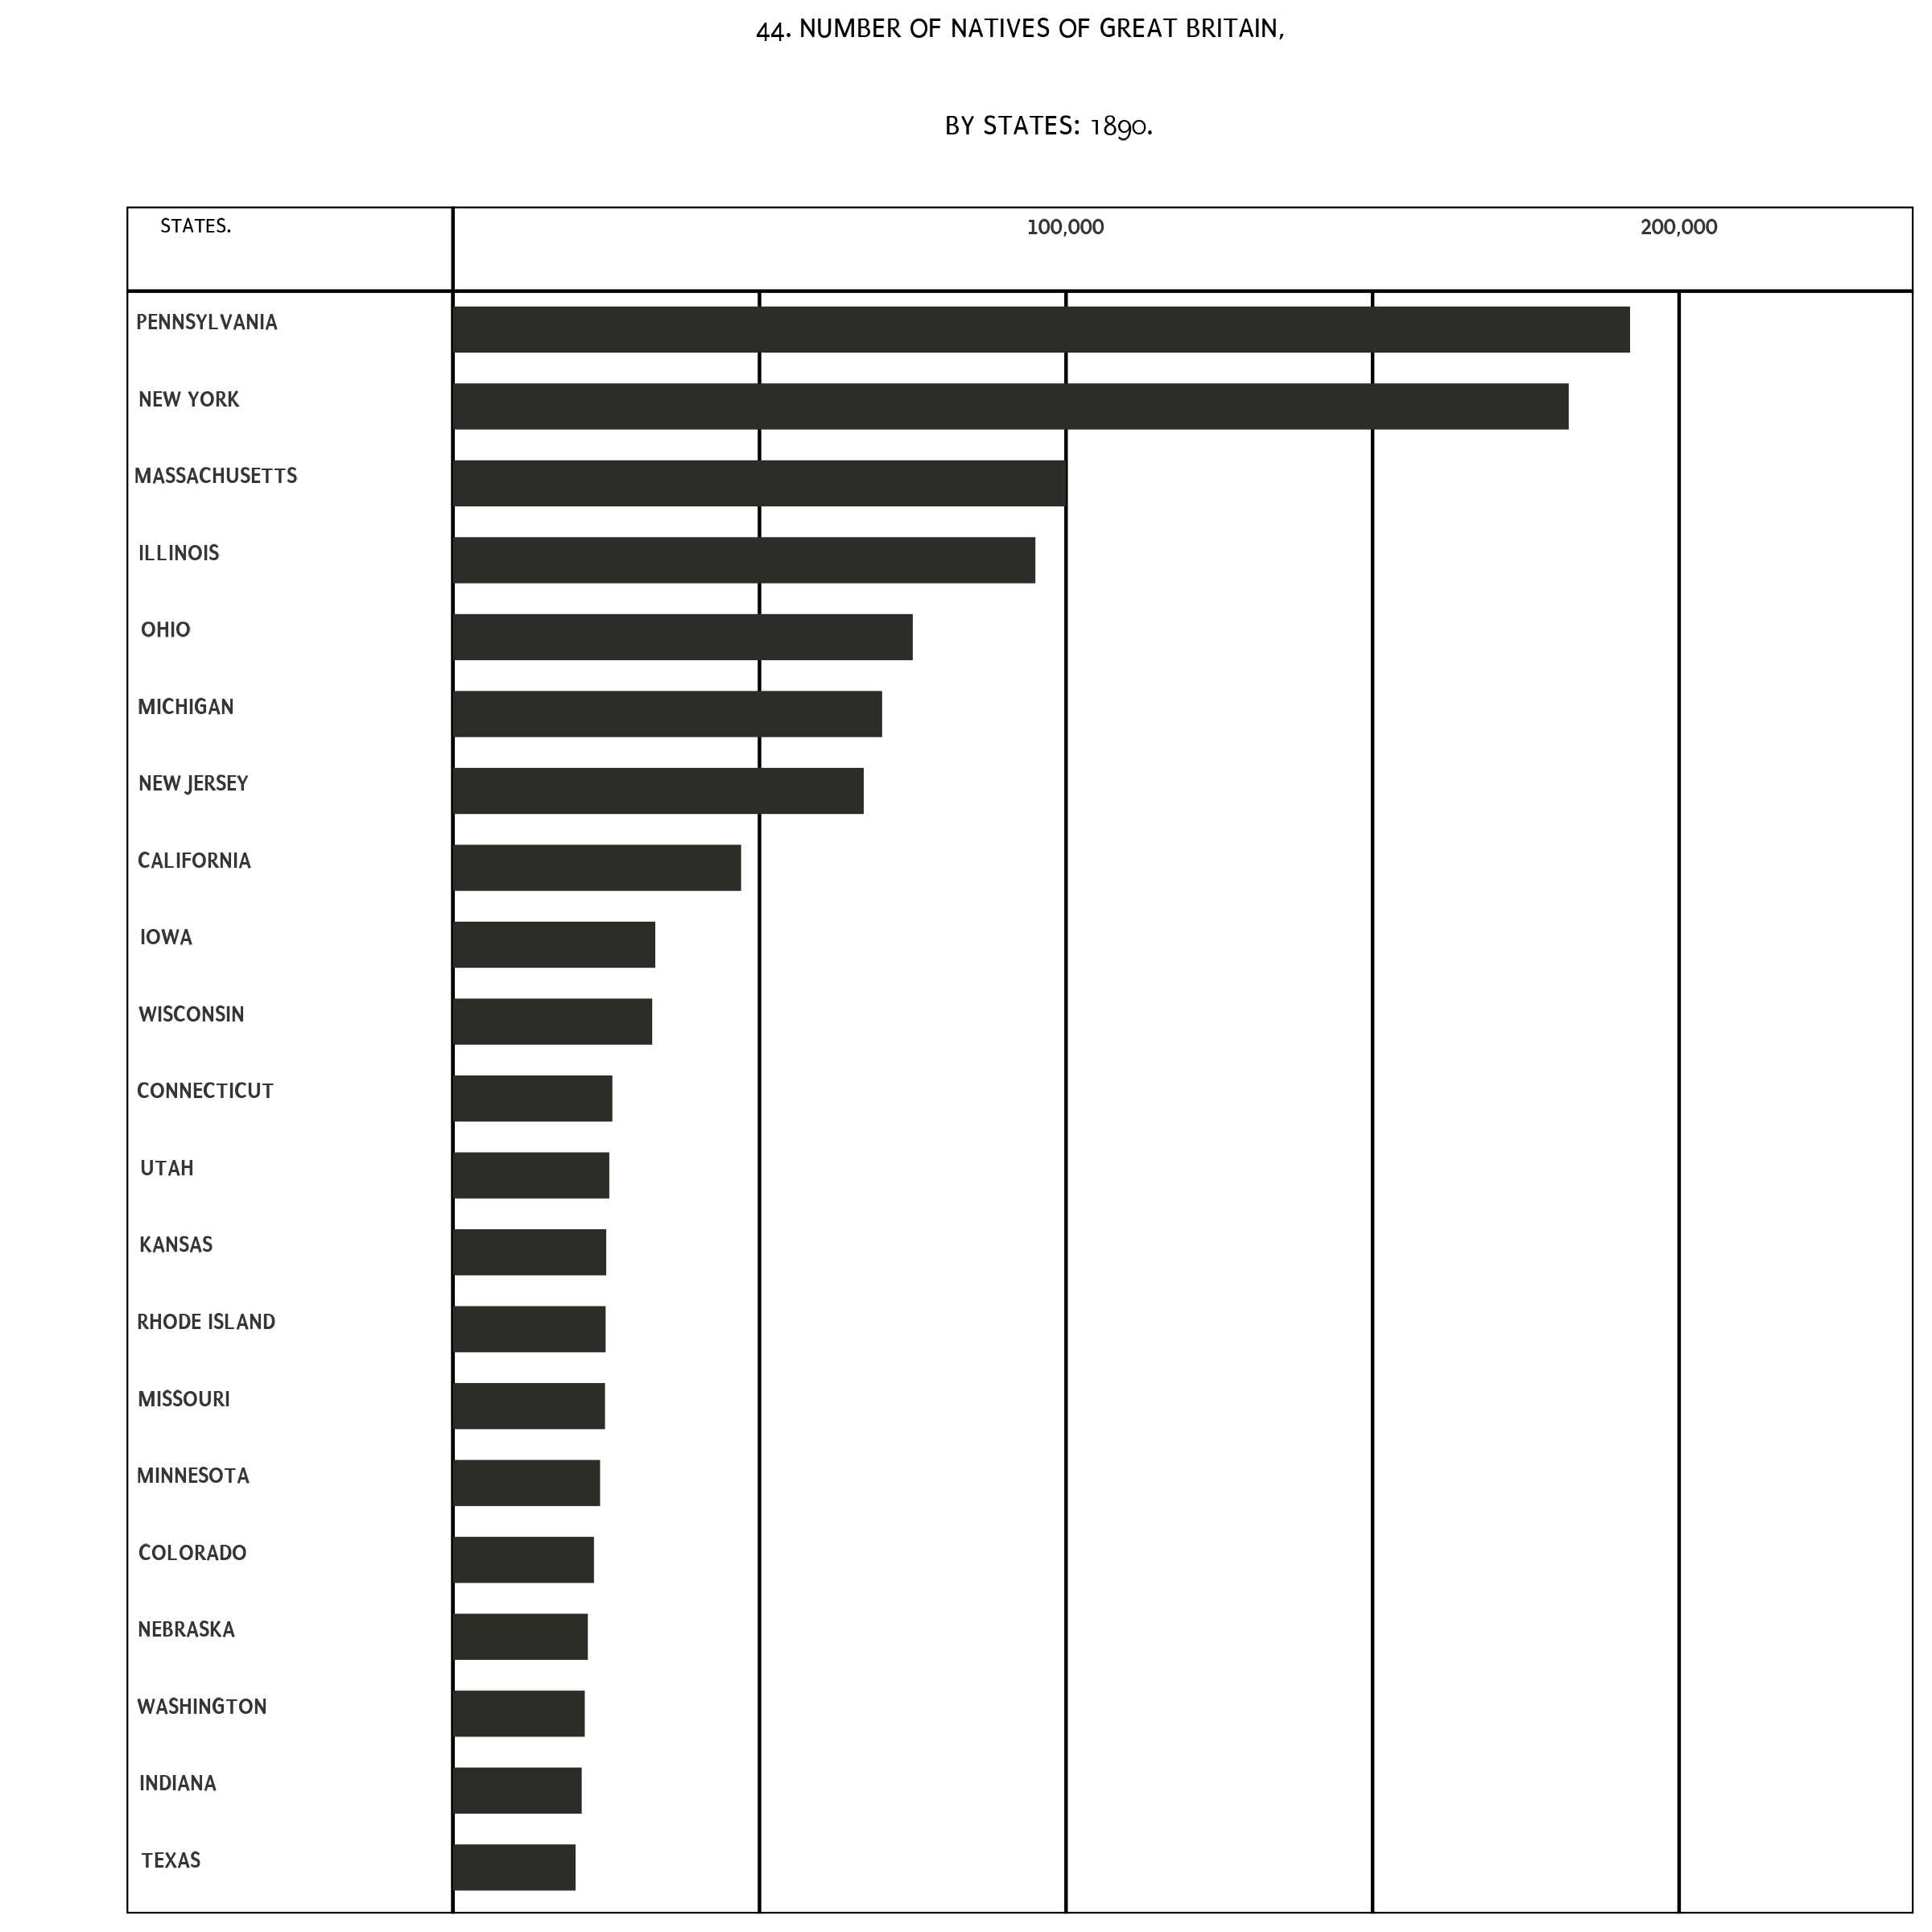 44. NUMBER OF NATIVES OF GREAT BRITAIN,
BY STATES: 1890.
STATES. 100,000 200,000
PENNSYLVANIA
NEW YORK
MASSACHUSETTS
ILLINOIS
OHIO
MICHIGAN
NEW JERSEY
CALIFORNIA
IOWA
WISCONSIN
CONNECTICUT
UTAH
KANSAS
RHODE ISLAND
MISSOURI
MINNESOTA
COLORADO
NEBRASKA
WASHINGTON
INDIANA
TEXAS